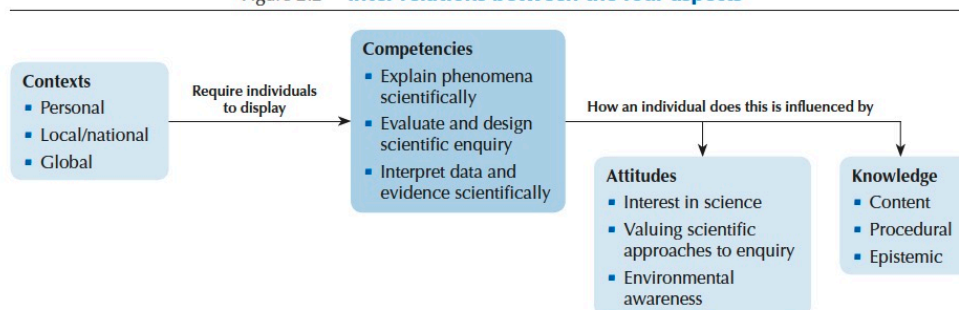 Contexts
▪ Personal
▪ Local/national
▪ Global
Require individuals
to display
Competencies
▪ Explain phenomena
scientifically
▪ Evaluate and design
scientific enquiry
▪ Interpret data and
evidence scientifically
How an individual does this is influenced by
Attitudes
▪ Interest in science
▪ Valuing scientific
approaches to enquiry
▪ Environmental
awareness
Knowledge
▪ Content
▪ Procedural
▪ Epistemic